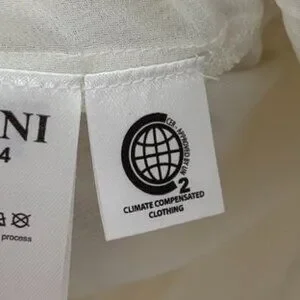 NI
4
process
CER - APPROVED BY UN
2
CLIMATE COMPENSATED
CLOTHING